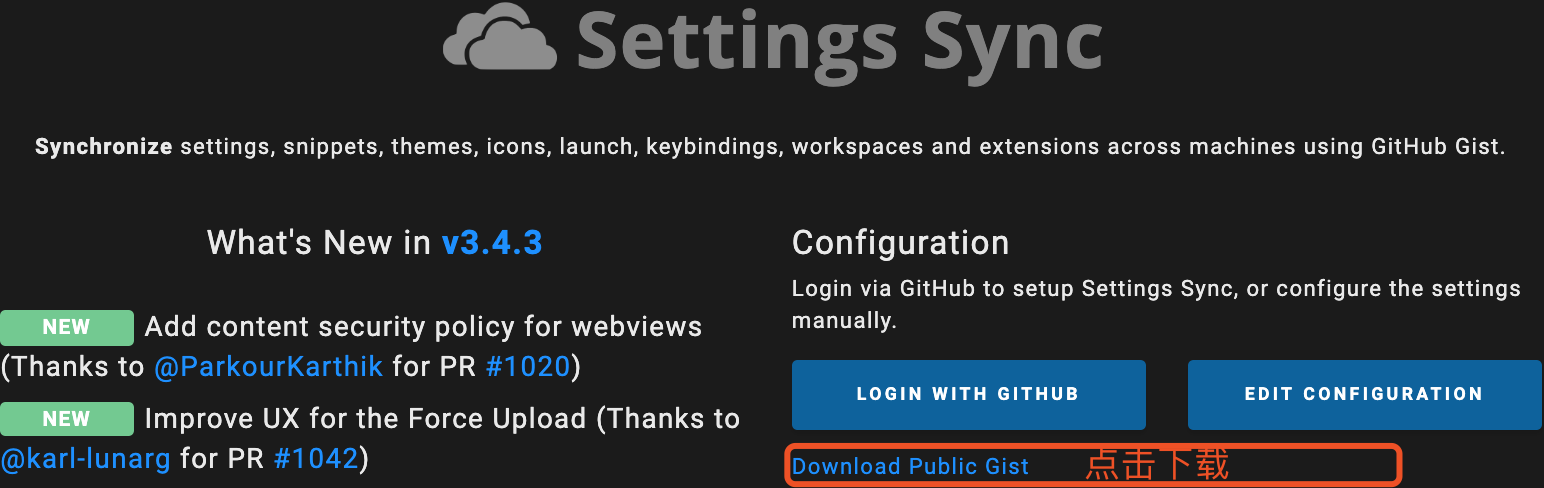 Settings Sync
Synchronize settings, snippets, themes, icons, launch, keybindings, workspaces and extensions across machines using GitHub Gist.
What's New in v3.4.3
NEW Add content security policy for webviews
(Thanks to @ParkourKarthik for PR #1020)
NEW Improve UX for the Force Upload (Thanks to
@karl-lunarg for PR #1042)
Configuration
Login via GitHub to setup Settings Sync, or configure the settings
manually.
LOGIN WITH GITHUB
EDIT CONFIGURATION
Download Public Gist 点击下载